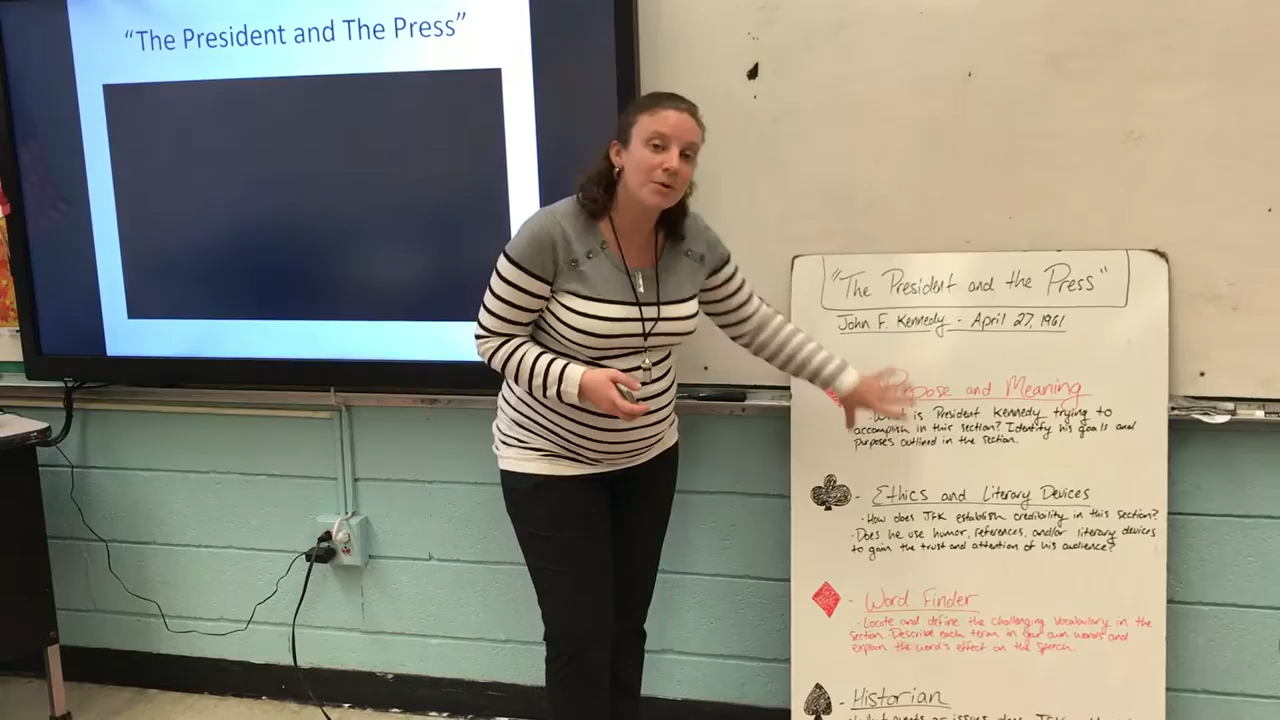 "The President and The Press"
"The President and the Press"
John F. Kennedy - April 27, 1961
Purpose and Meaning
- What is President Kennedy trying to
accomplish in this section? Identify his goals and
purposes outlined in the section.
- Ethics and Literary Devices
- How does JFK establish credibility in this section?
- Does he use humor, references, and/or literary devices
to gain the trust and attention of his audience?
- Word Finder
- Locate and define the challenging vocabulary in the
section. Describe each term in your own words and
explain the word's effect on the speech.
- Historian